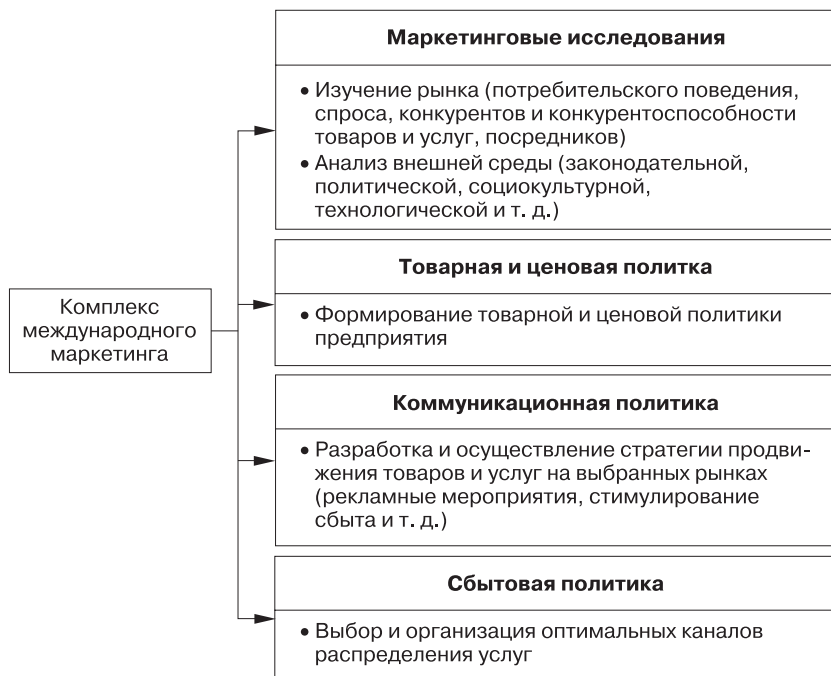 Маркетинговые исследования
• Изучение рынка (потребительского поведения,
спроса, конкурентов и конкурентоспособности
товаров и услуг, посредников)
• Анализ внешней среды (законодательной,
политической, социокультурной,
технологической и т. д.)
Товарная и ценовая политка
• Формирование товарной и ценовой политики
предприятия
Комплекс
международного
маркетинга
Коммуникационная политика
• Разработка и осуществление стратегии продви-
жения товаров и услуг на выбранных рынках
(рекламные мероприятия, стимулирование
сбыта и т. д.)
Сбытовая политика
• Выбор и организация оптимальных каналов
распределения услуг